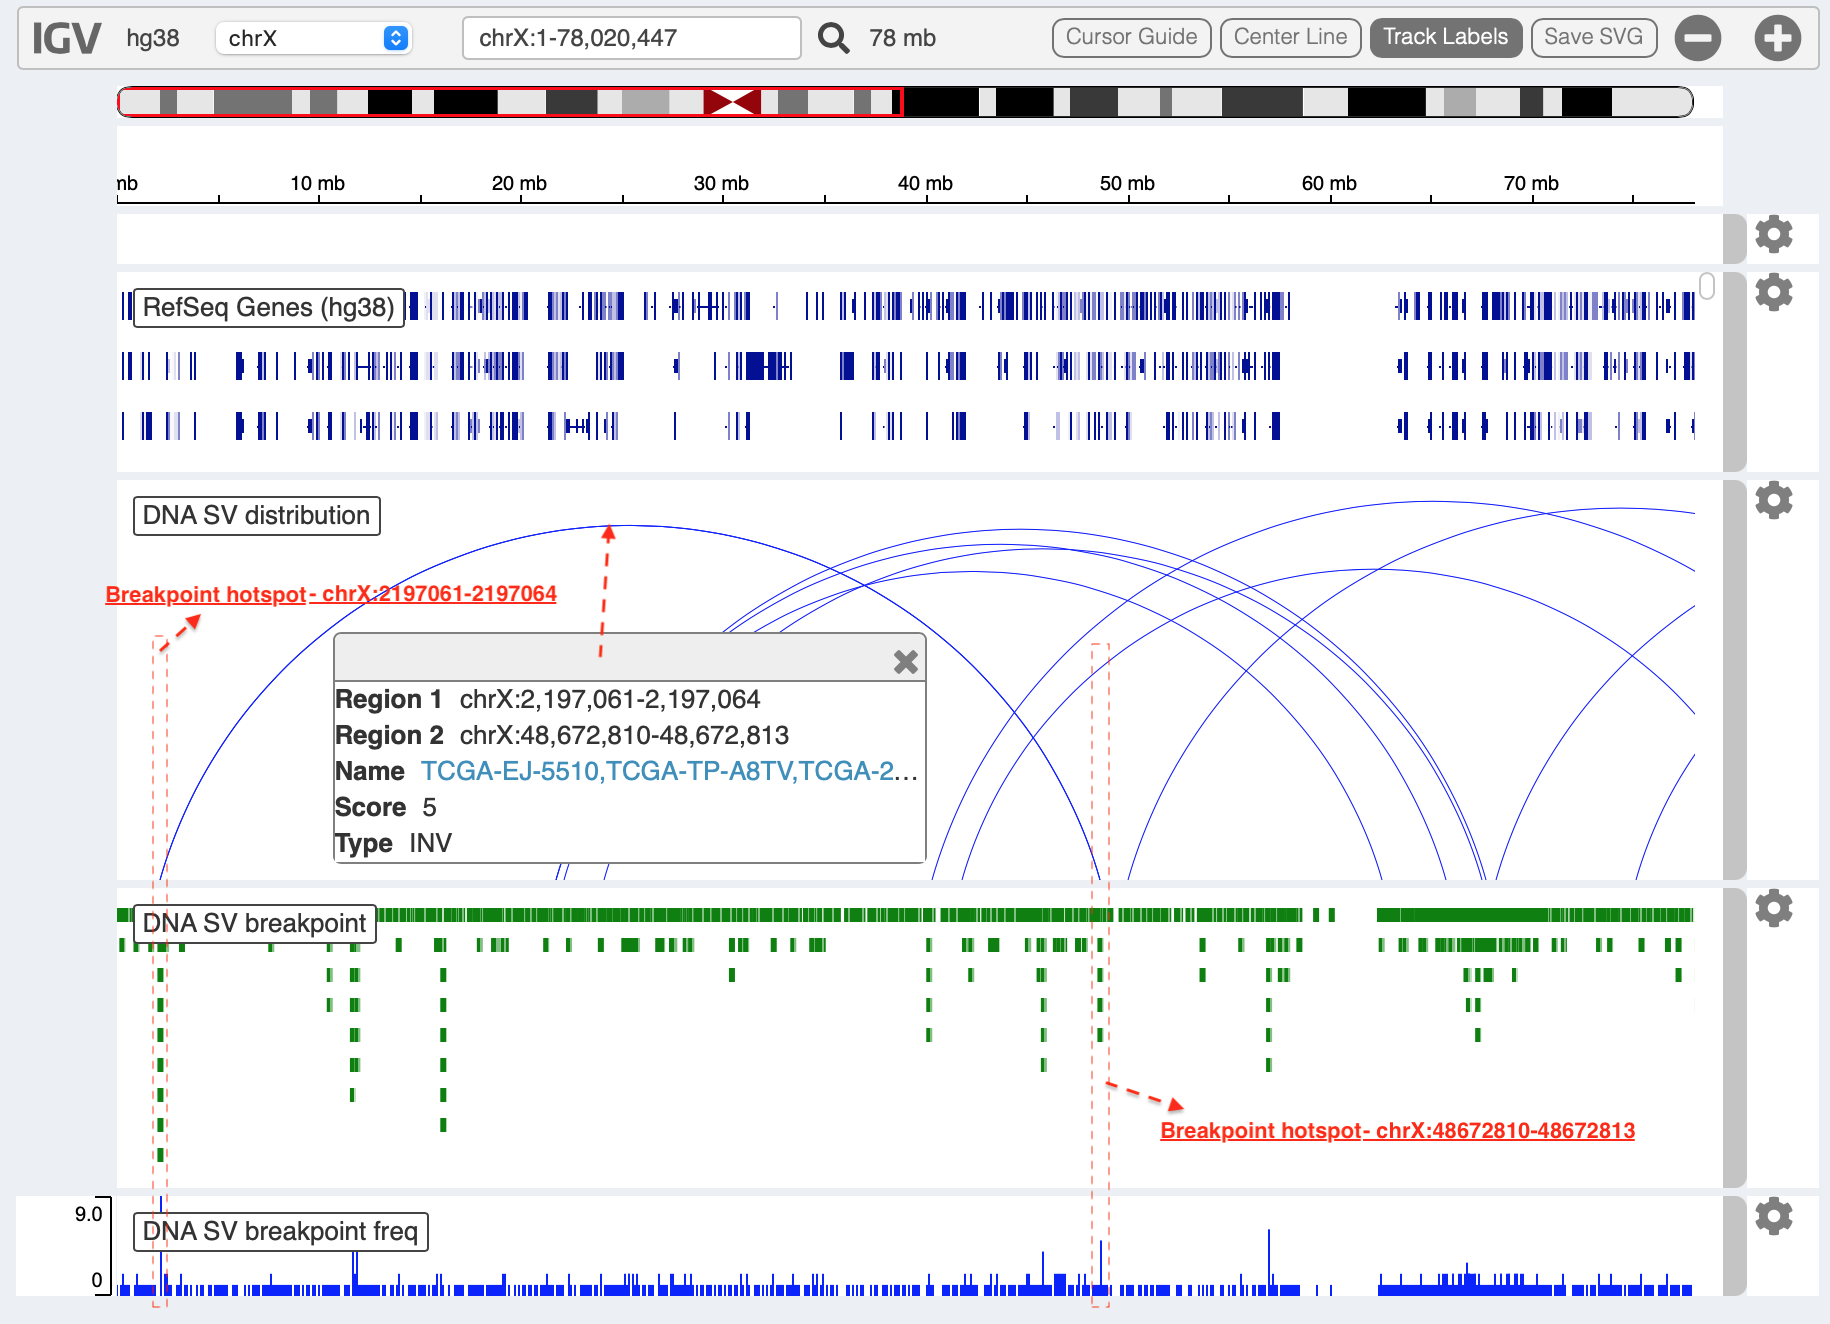 IGV hg38 chrX chrX:1-78,020,447 78 mb Cursor Guide Center Line Track Labels Save SVG
mb 10 mb 20 mb 30 mb 40 mb 50 mb 60 mb 70 mb
RefSeq Genes (hg38)
DNA SV distribution
Breakpoint hotspot- chrX:2197061-2197064
Region 1 chrX:2,197,061-2,197,064
Region 2 chrX:48,672,810-48,672,813
Name TCGA-EJ-5510,TCGA-TP-A8TV,TCGA-2...
Score 5
Type INV
DNA SV breakpoint
Breakpoint hotspot- chrX:48672810-48672813
9.0
DNA SV breakpoint freq
0